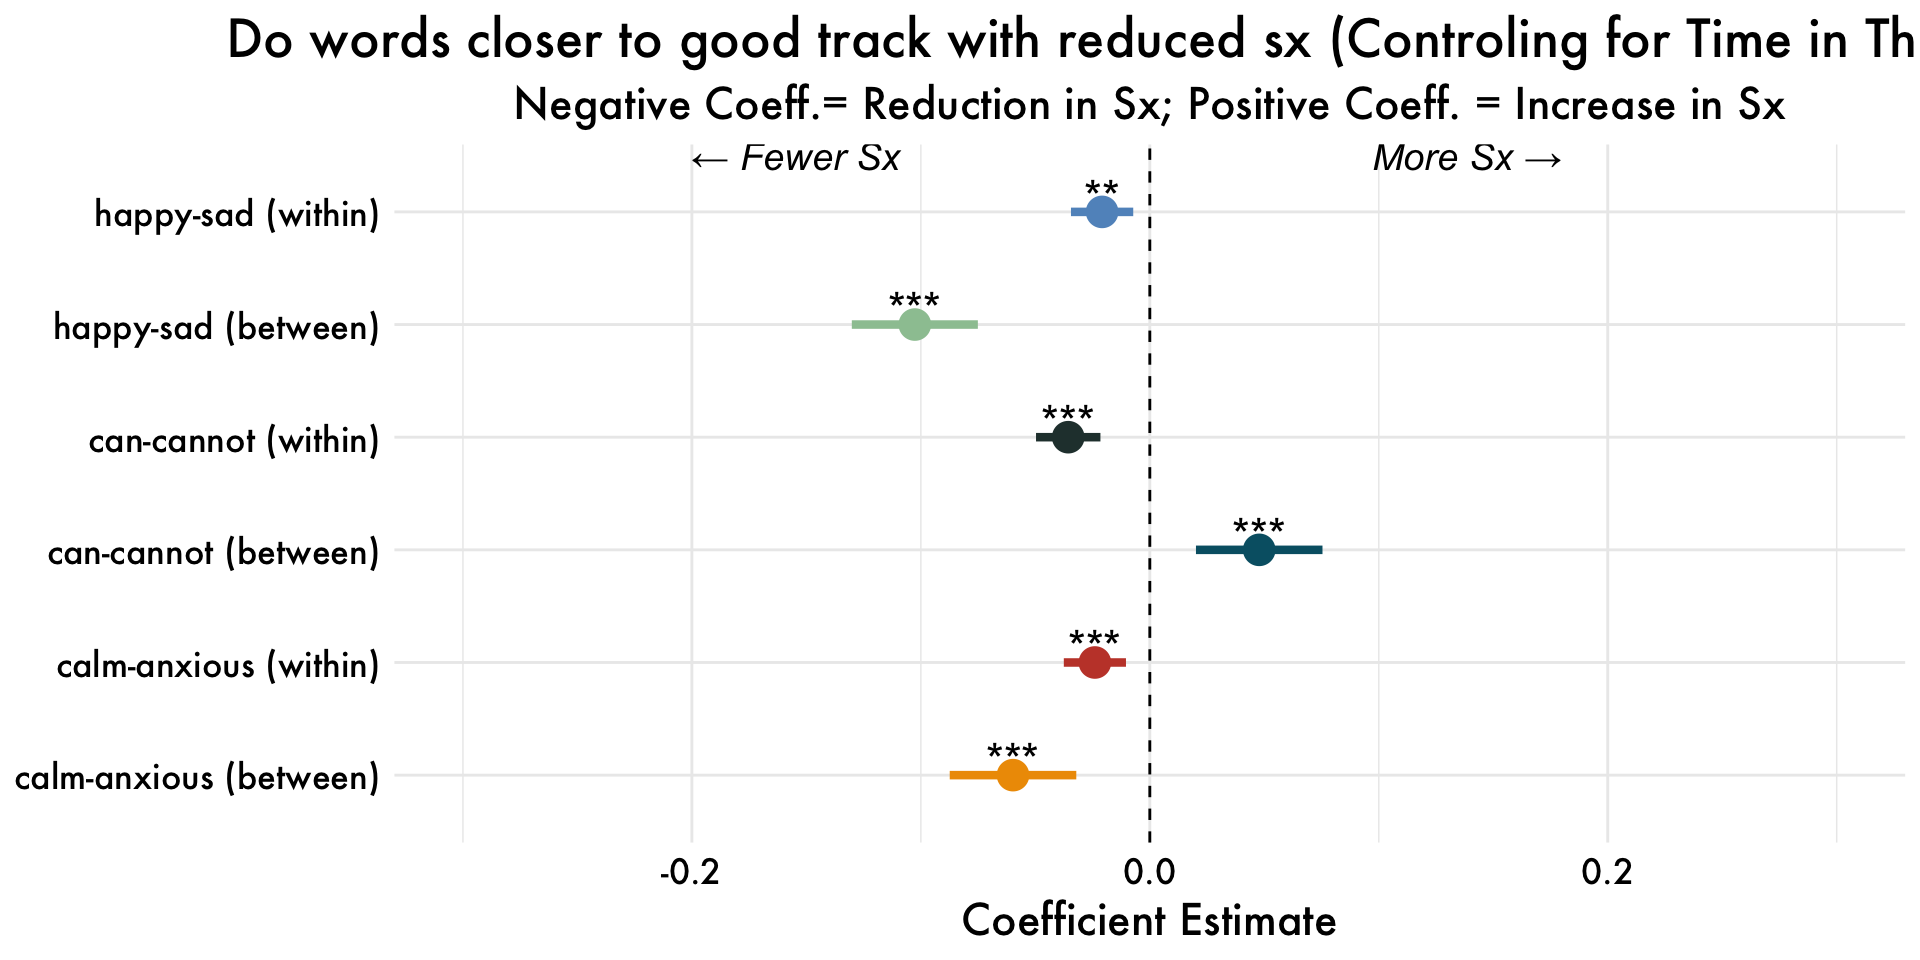 Do words closer to good track with reduced sx (Controling for Time in Th
Negative Coeff.= Reduction in Sx; Positive Coeff. = Increase in Sx
← Fewer Sx
More Sx →
happy-sad (within)
**
happy-sad (between)
***
can-cannot (within)
***
can-cannot (between)
***
calm-anxious (within)
***
calm-anxious (between)
***
-0.2
0.0
0.2
Coefficient Estimate